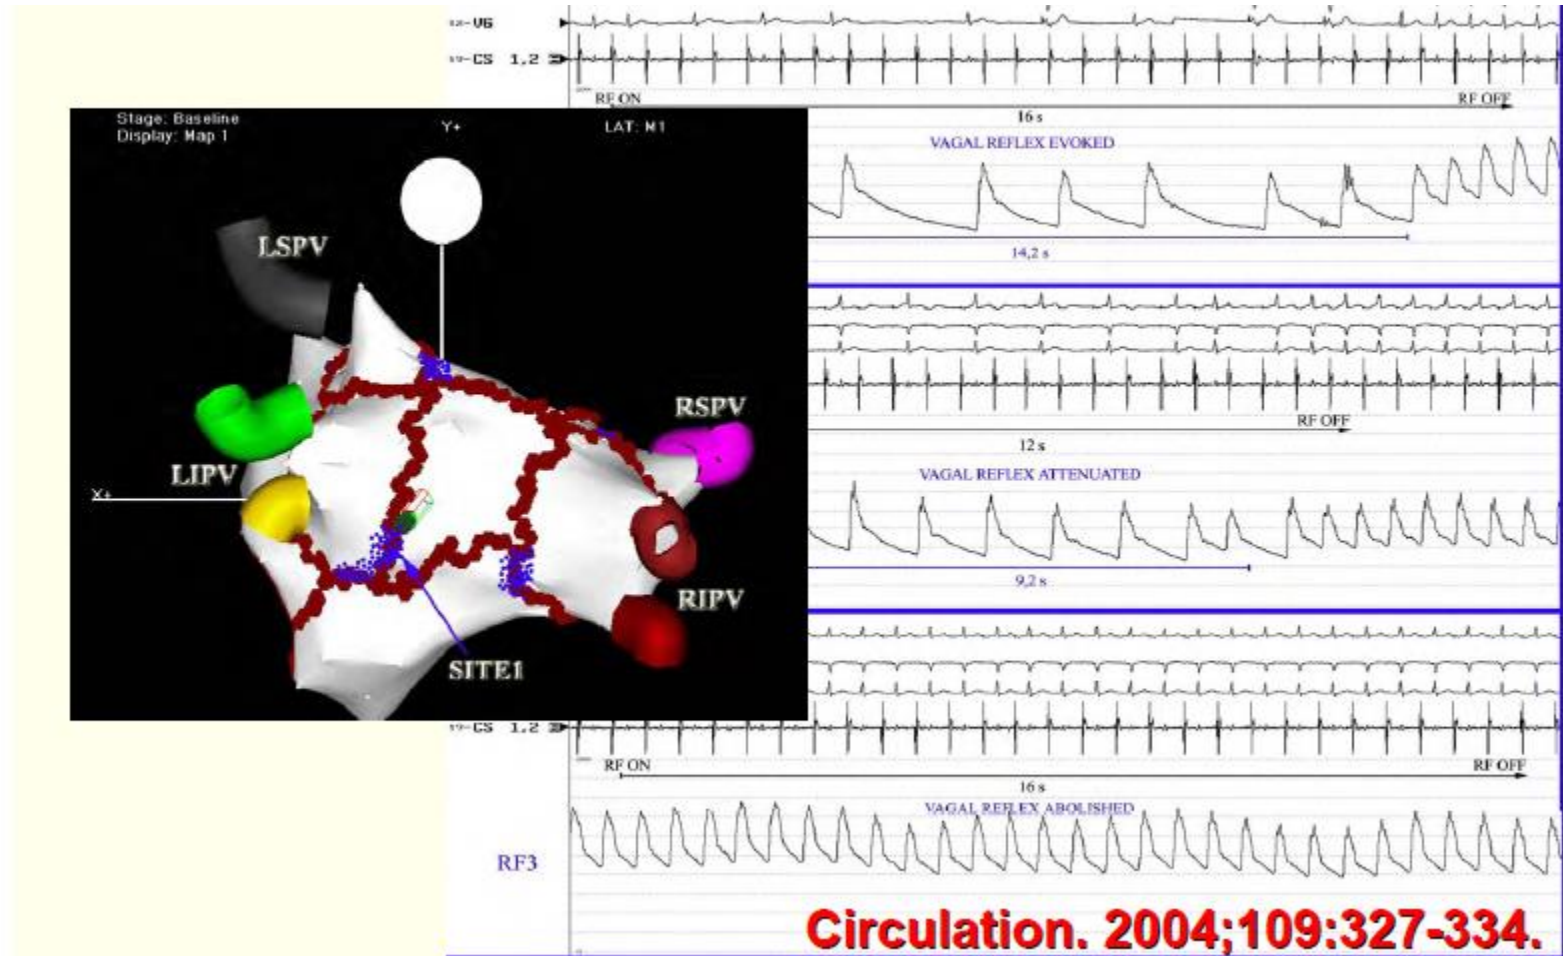 V6
CS 1,2
RF ON
RF OFF
16 s
VAGAL REFLEX EVOKED
14,2 s
RF OFF
12 s
VAGAL REFLEX ATTENUATED
9,2 s
Stage: Baseline
Display: Map 1
Y+
LAT: M1
LSPV
RSPV
LIPV
X+
RIPV
SITE1
CS 1,2
RF ON
RF OFF
16 s
VAGAL REFLEX ABOLISHED
RF3
Circulation. 2004;109:327-334.